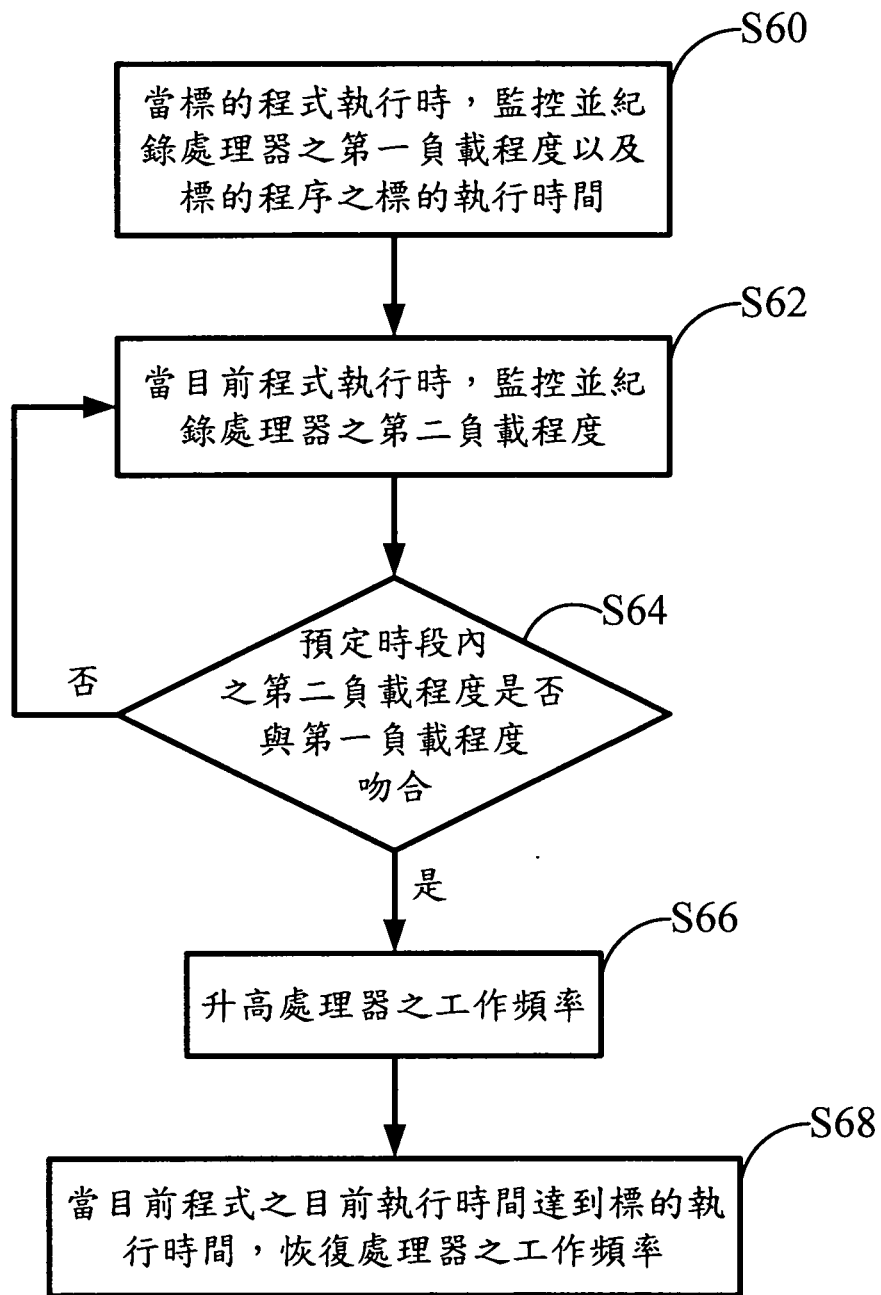 S60
當標的程式執行時，監控並紀
錄處理器之第一負載程度以及
標的程序之標的執行時間
S62
當目前程式執行時，監控並紀
錄處理器之第二負載程度
S64
預定時段內
之第二負載程度是否
與第一負載程度
吻合
否
是
S66
升高處理器之工作頻率
S68
當目前程式之目前執行時間達到標的執
行時間，恢復處理器之工作頻率